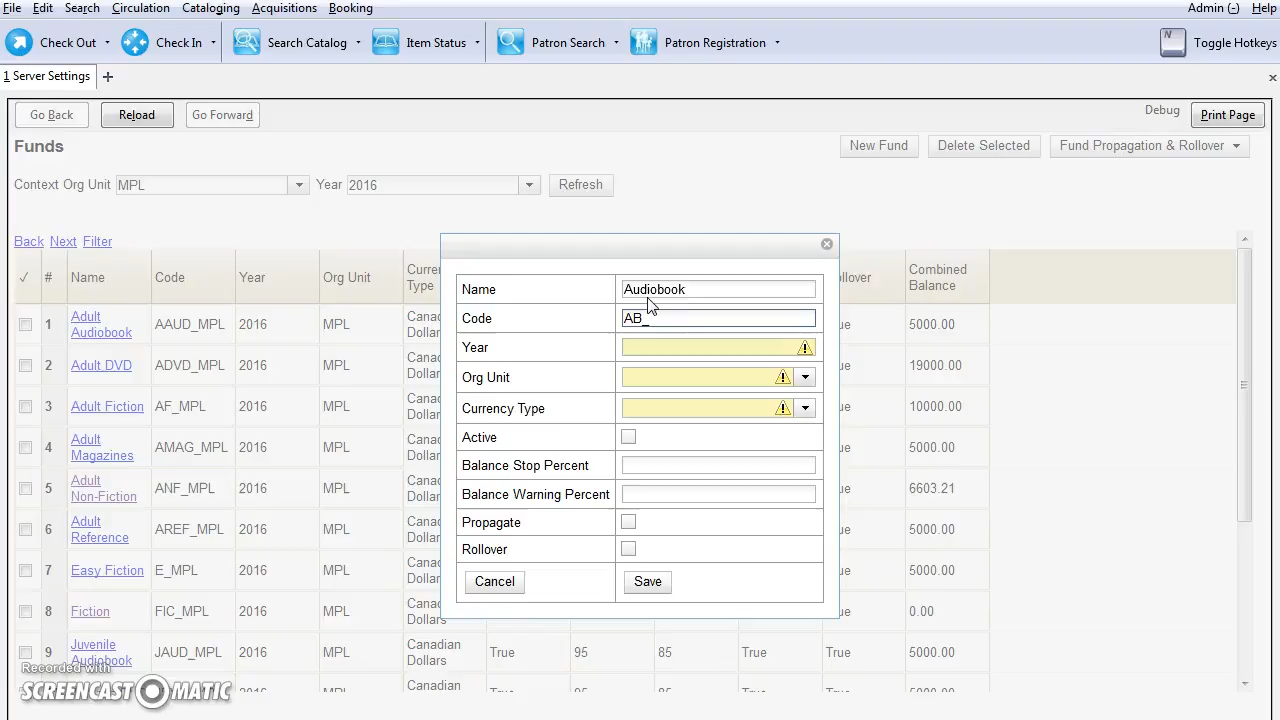 File Edit Search Circulation Cataloging Acquisitions Booking Admin (-) Help
Check Out Check In Search Catalog Item Status Patron Search Patron Registration N Toggle Hotkeys
1 Server Settings + ×
Go Back Reload Go Forward Debug Print Page
Funds New Fund Delete Selected Fund Propagation & Rollover
Context Org Unit MPL Year 2016 Refresh
Back Next Filter
✓ # Name Code Year Org Unit Combined
Balance
Name Audiobook
Code AB_
Year
Org Unit
Currency Type
Active
Balance Stop Percent
Balance Warning Percent
Propagate
Rollover
Cancel Save
1 Adult
Audiobook AAUD_MPL 2016 MPL 5000.00
2 Adult DVD ADVD_MPL 2016 MPL 19000.00
3 Adult Fiction AF_MPL 2016 MPL 10000.00
4 Adult
Magazines AMAG_MPL 2016 MPL 5000.00
5 Adult
Non-Fiction ANF_MPL 2016 MPL 6603.21
6 Adult
Reference AREF_MPL 2016 MPL 5000.00
7 Easy Fiction E_MPL 2016 MPL 5000.00
8 Fiction FIC_MPL 2016 MPL Dollars 0.00
9 Juvenile
Audiobook JAUD_MPL 2016 MPL Canadian
Dollars True 95 85 True True 5000.00
2016 MPL Canadian
Recorded with
SCREENCAST MATIC